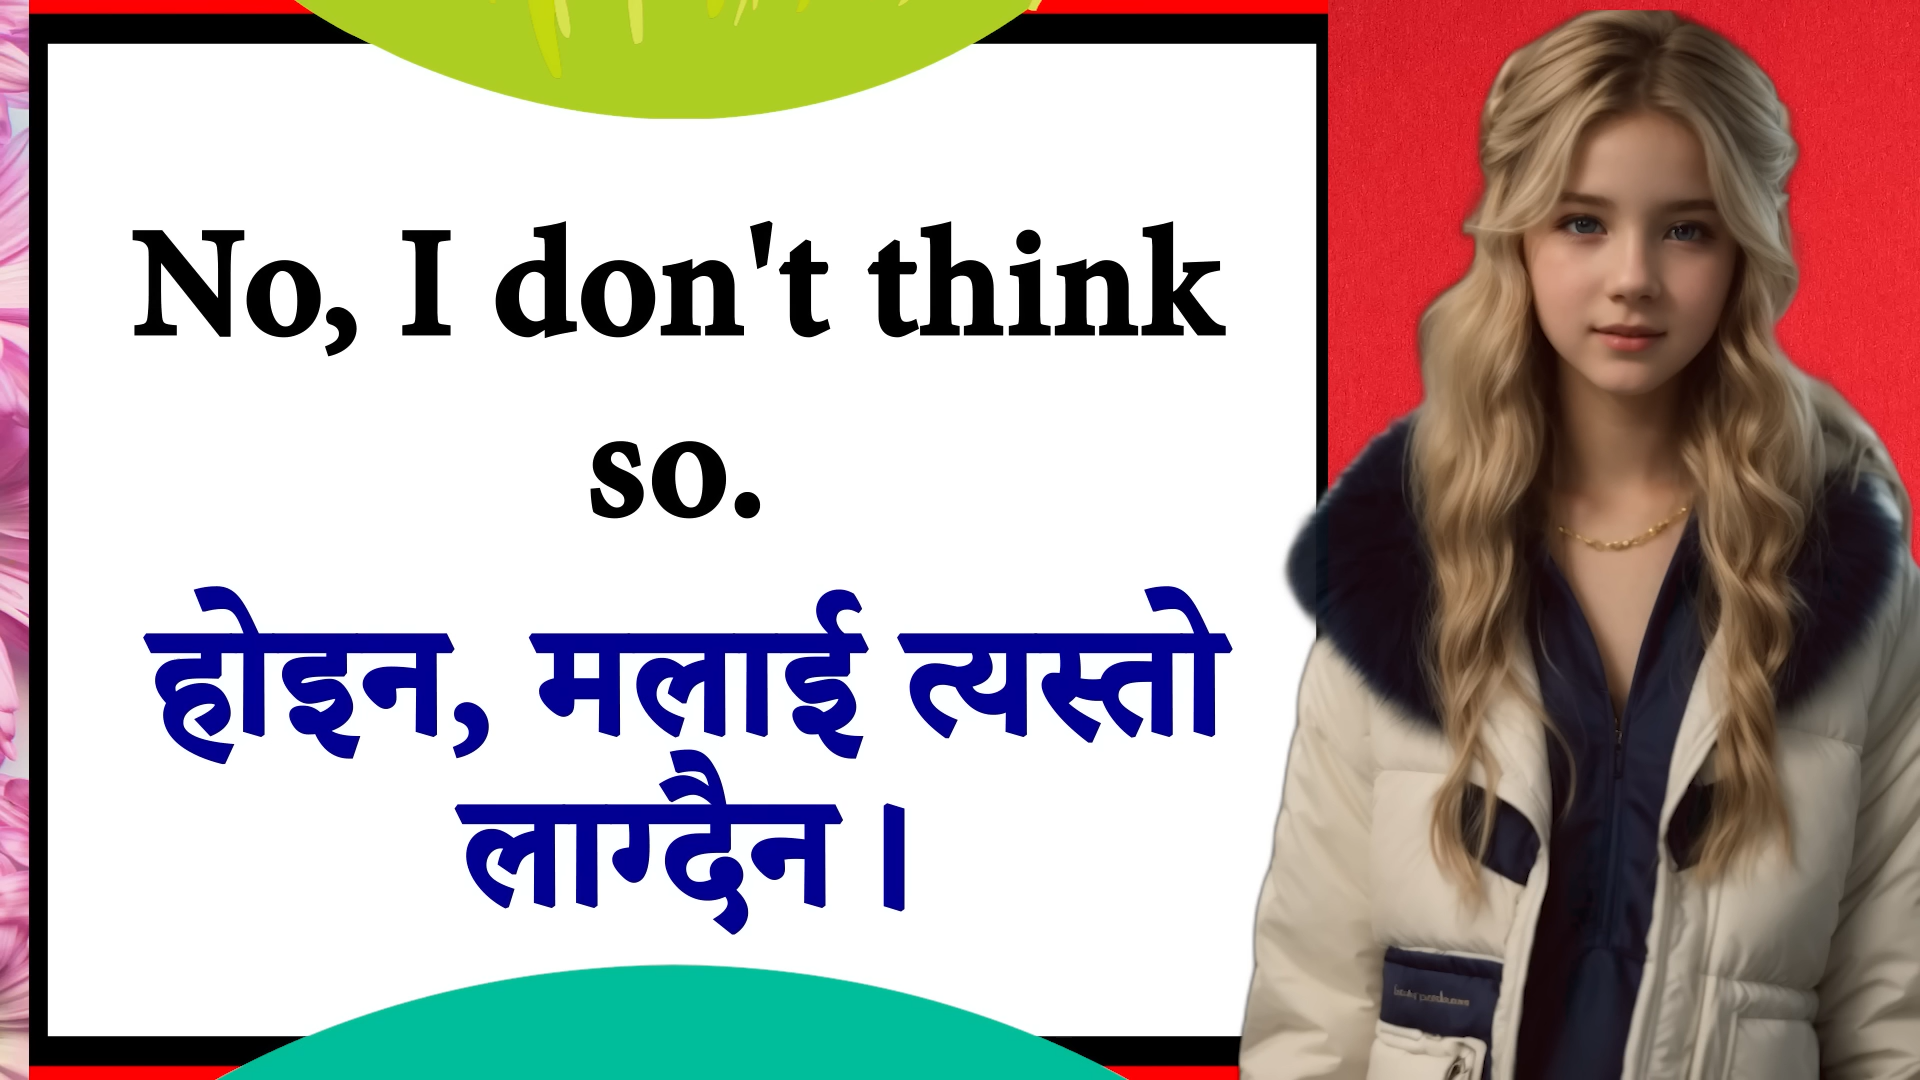 No, I don't think
so.
होइन, मलाई त्यस्तो
लाग्दैन ।